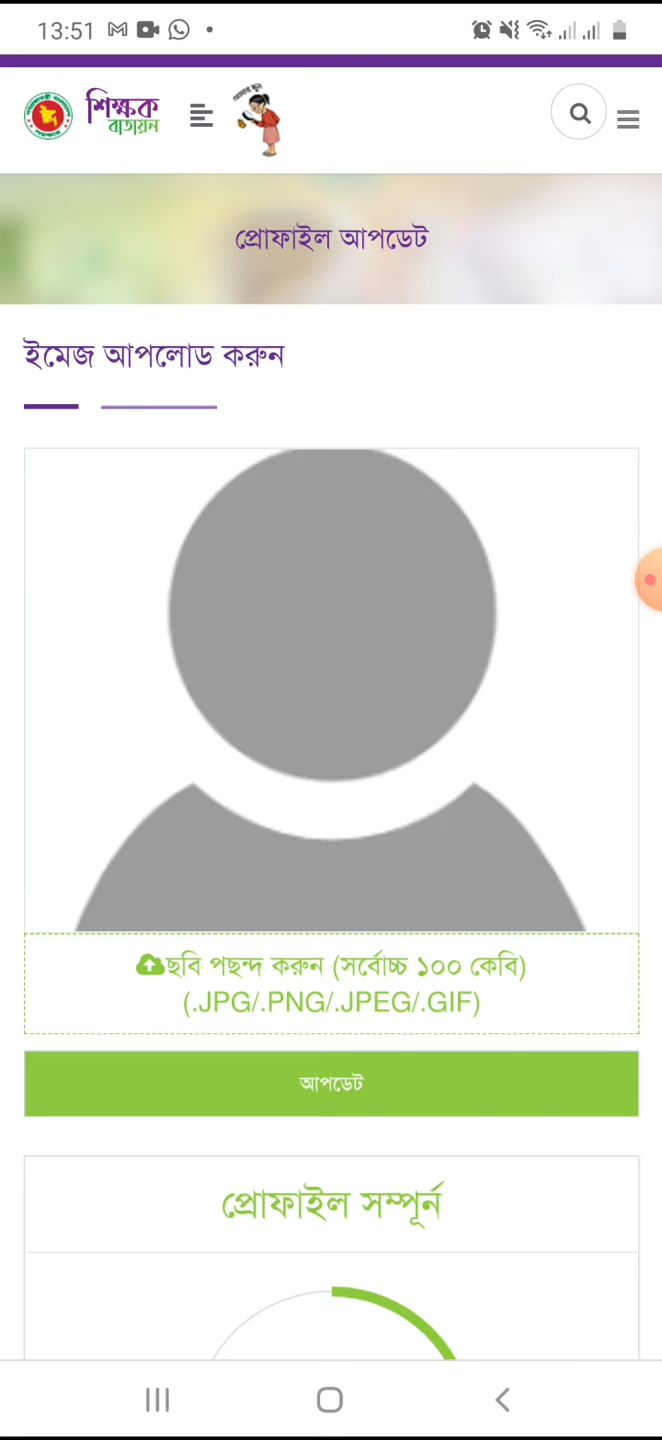 13:51
শিক্ষক
বাতায়ন
প্রোফাইল আপডেট
ইমেজ আপলোড করুন
ছবি পছন্দ করুন (সর্বোচ্চ ১০০ কেবি)
(.JPG/.PNG/.JPEG/.GIF)
আপডেট
প্রোফাইল সম্পূর্ন